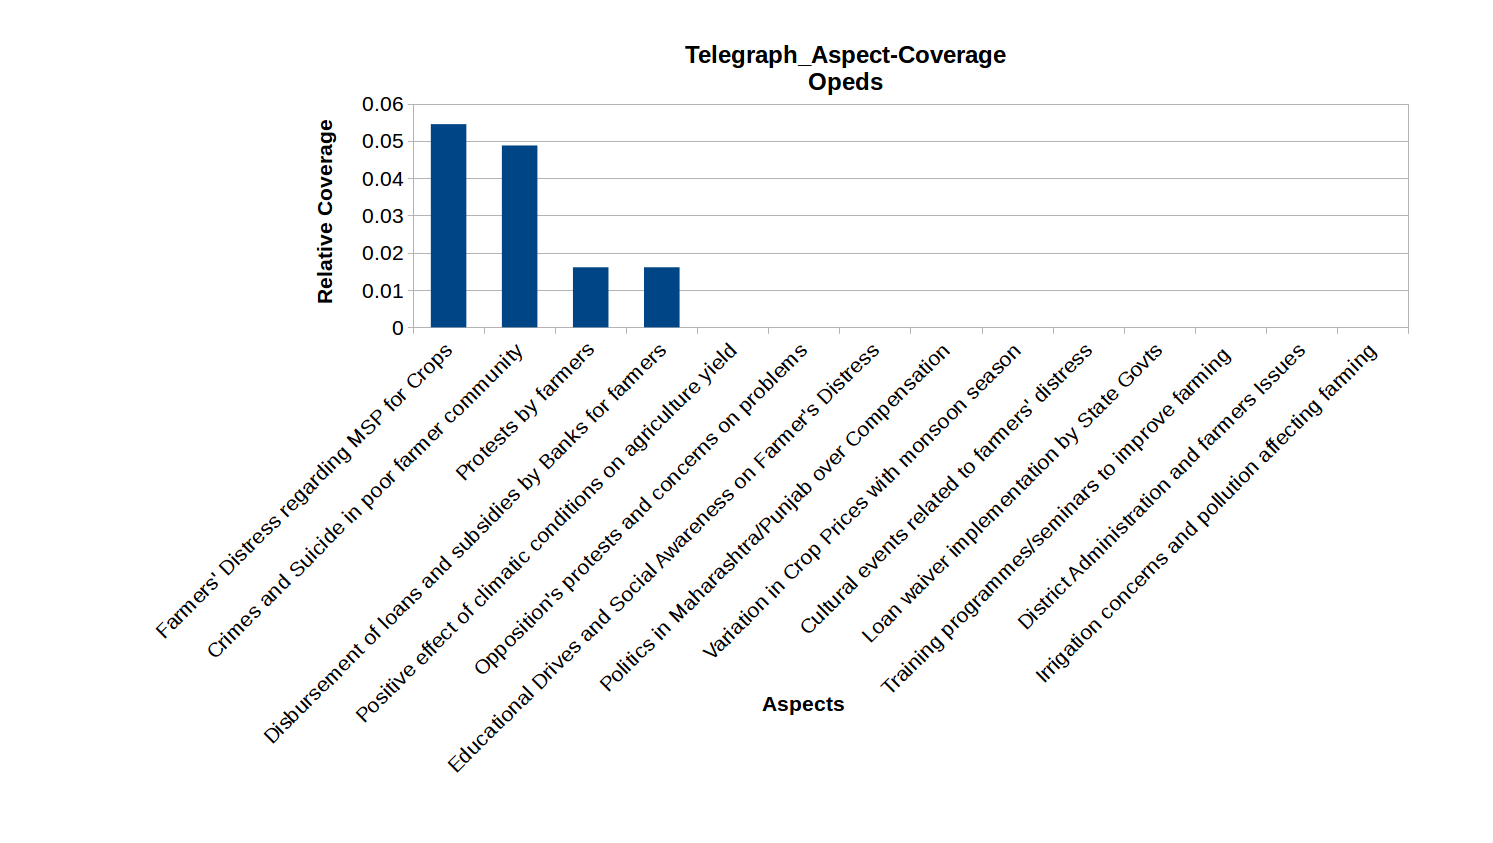 Telegraph_Aspect-Coverage
Opeds
Relative Coverage
0.06
0.05
0.04
0.03
0.02
0.01
0
Farmers' Distress regarding MSP for Crops
Crimes and Suicide in poor farmer community
Protests by farmers
Disbursement of loans and subsidies by Banks for farmers
Positive effect of climatic conditions on agriculture yield
Opposition's protests and concerns on problems
Educational Drives and Social Awareness on Farmer's Distress
Politics in Maharashtra/Punjab over Compensation
Variation in Crop Prices with monsoon season
Cultural events related to farmers' distress
Loan waiver implementation by State Govts
Training programmes/seminars to improve farming
District Administration and farmers Issues
Irrigation concerns and pollution affecting farming
Aspects